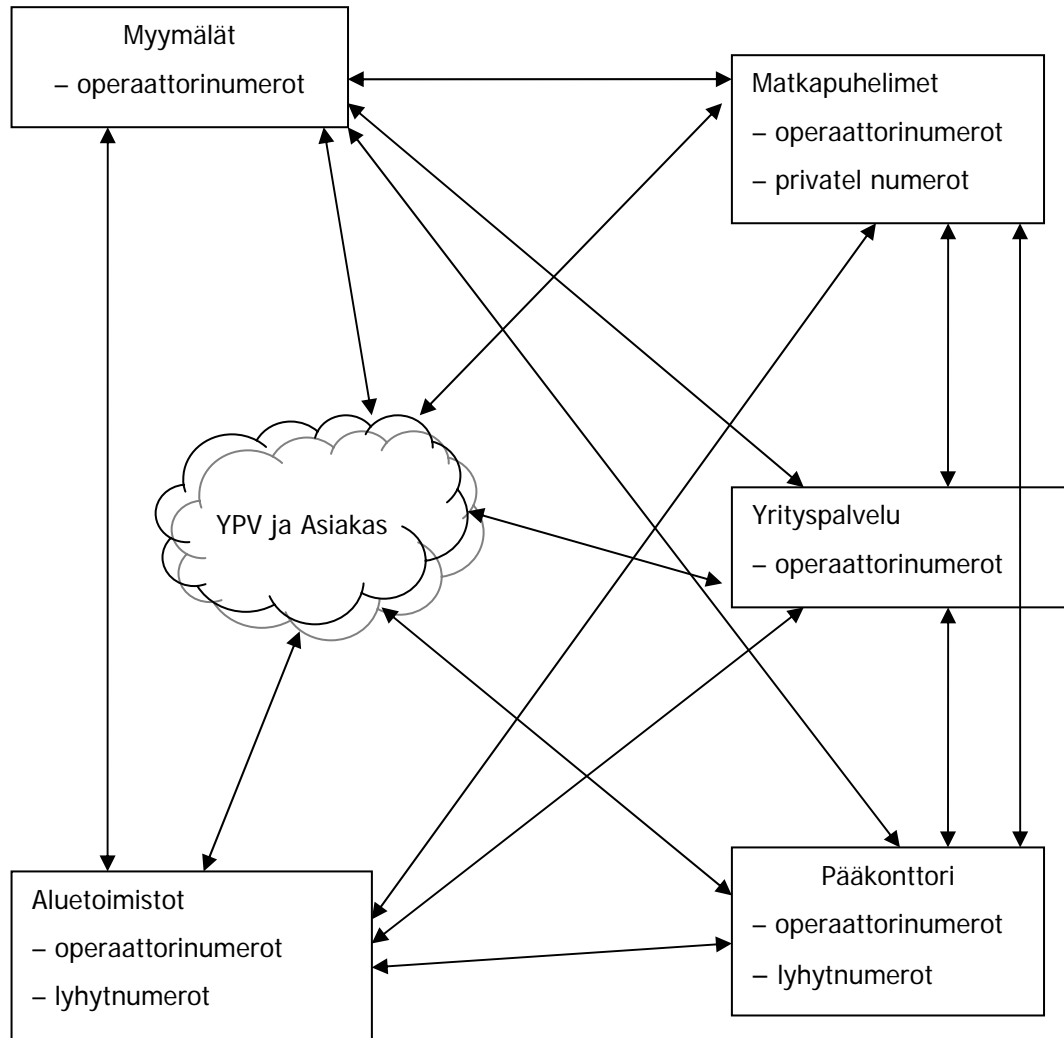 Myymälät
– operaattorinumerot
Matkapuhelimet
– operaattorinumerot
– privatel numerot
YPV ja Asiakas
Yrityspalvelu
– operaattorinumerot
Aluetoimistot
– operaattorinumerot
– lyhytnumerot
Pääkonttori
– operaattorinumerot
– lyhytnumerot